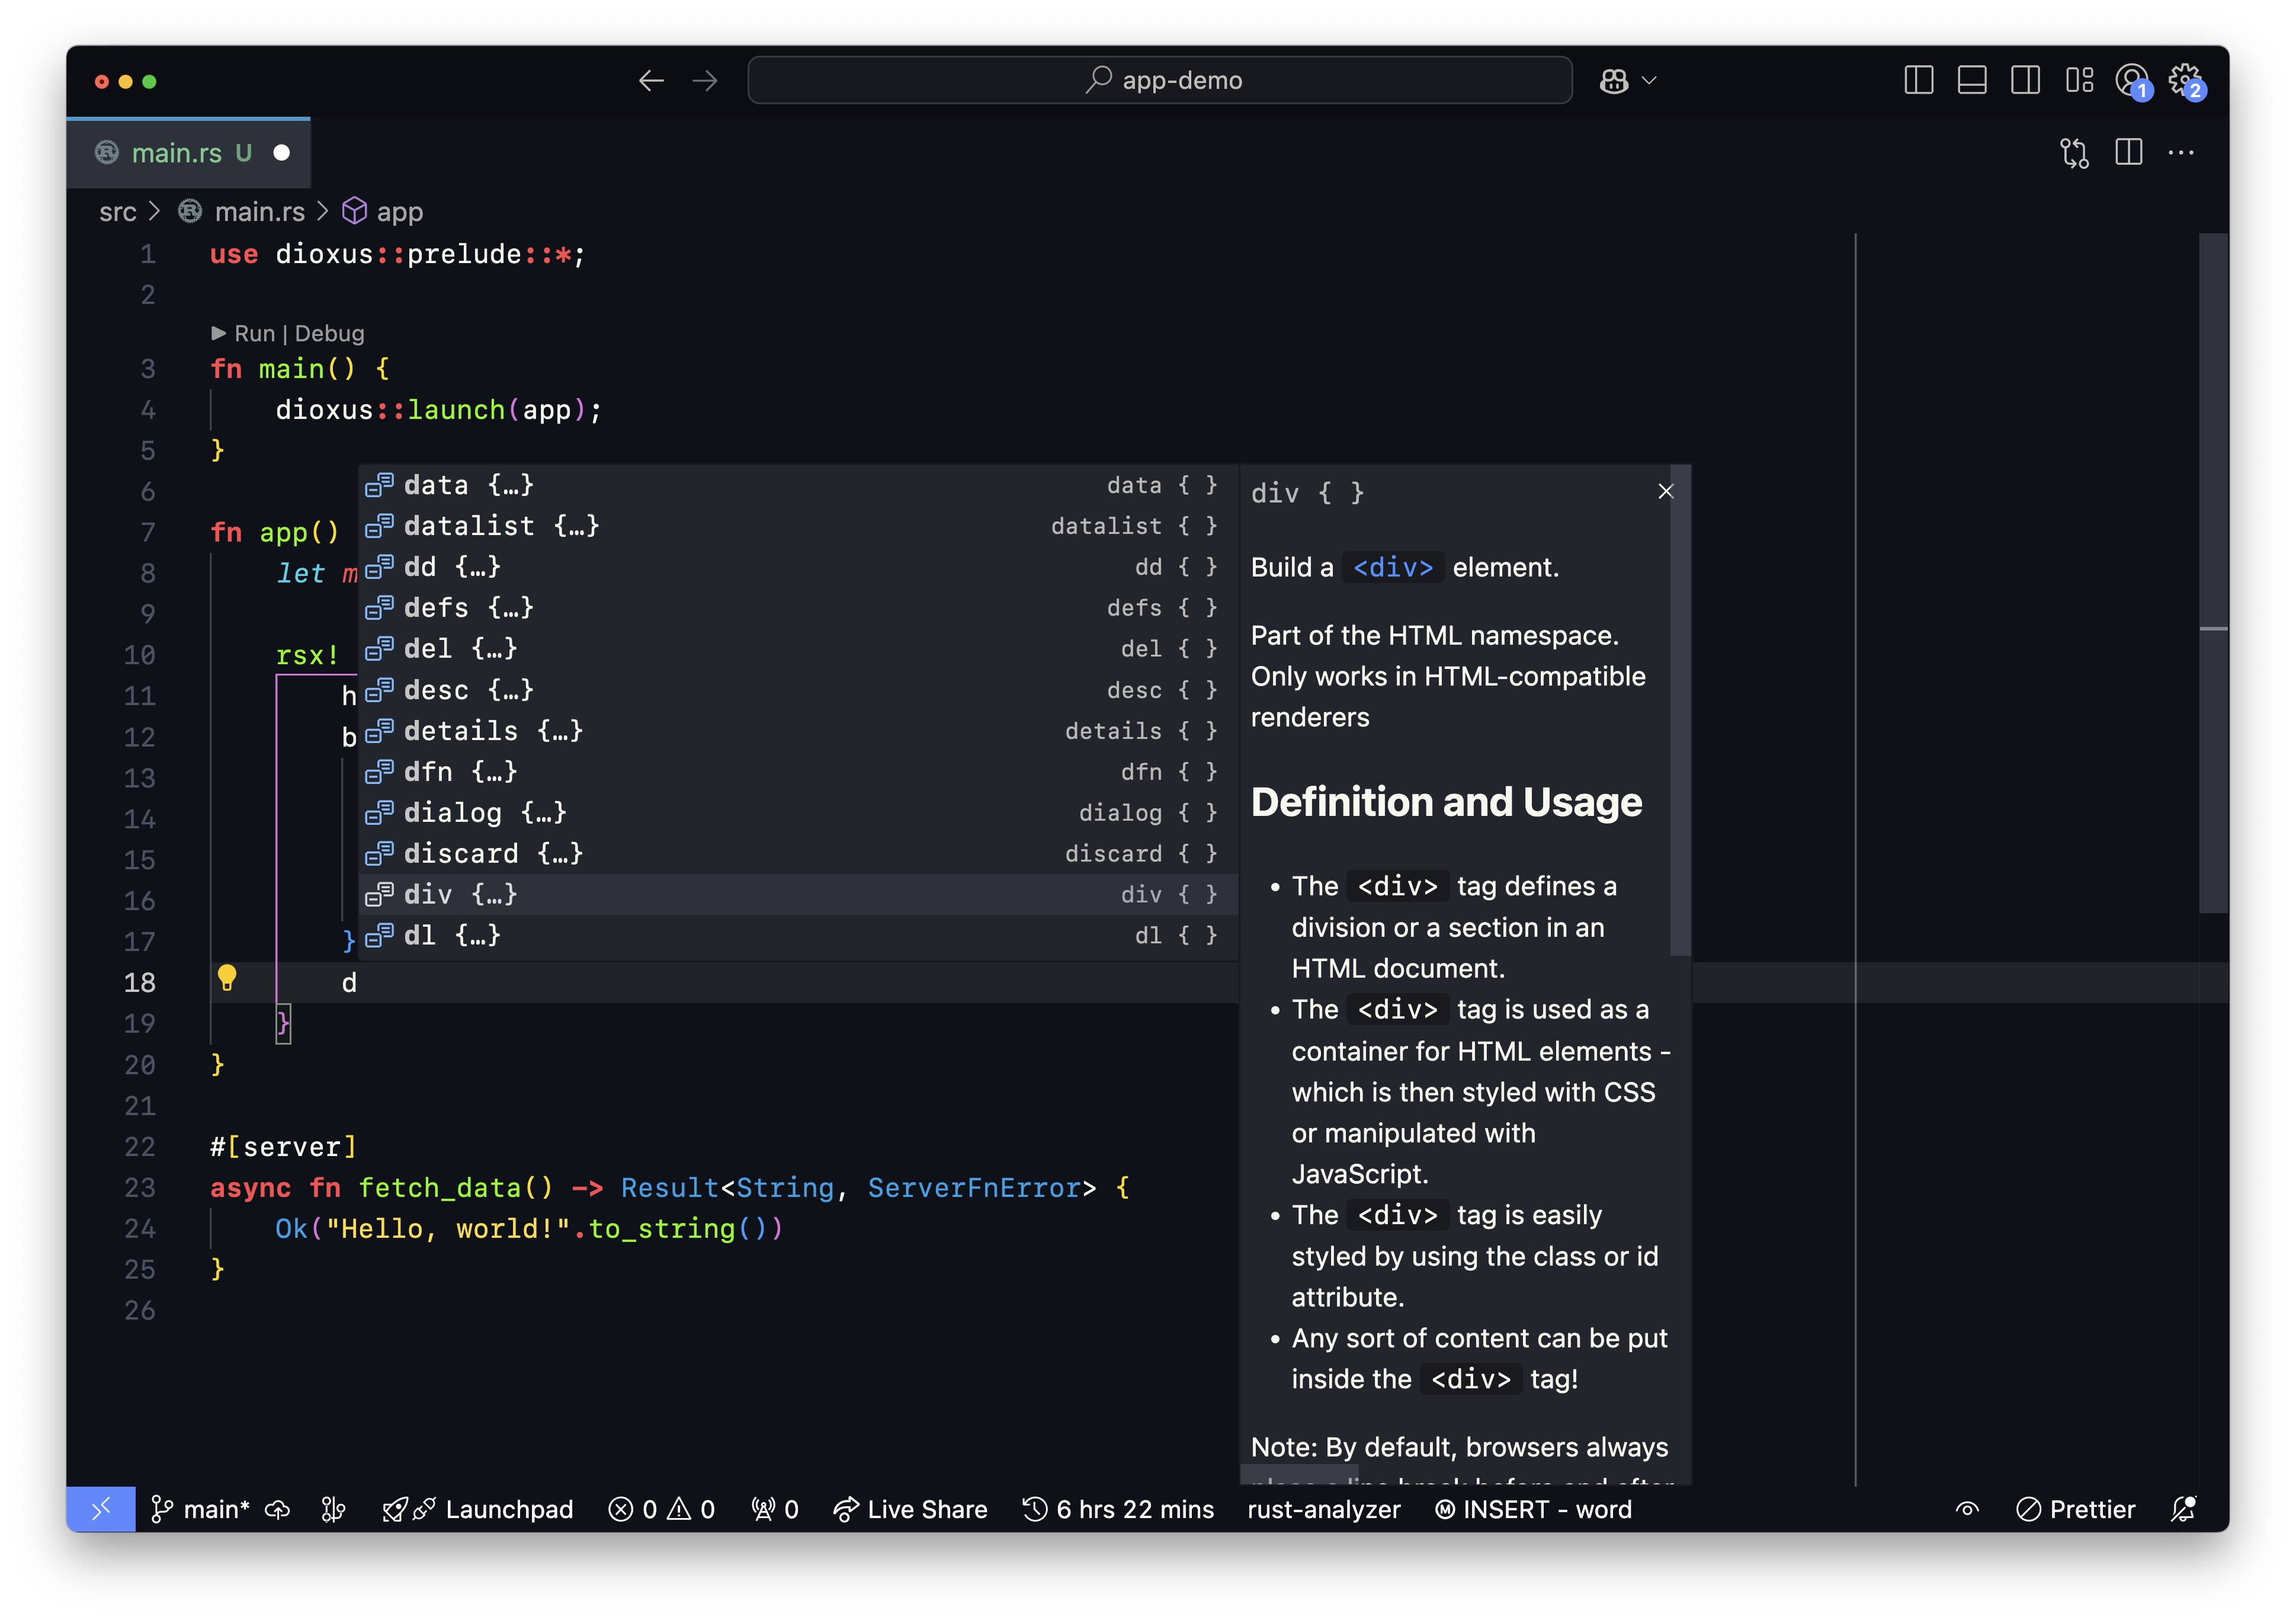 app-demo
1
2
main.rs U
src > main.rs > app
1 use dioxus::prelude::*;
2
Run | Debug
3 fn main() {
4 dioxus::launch(app);
5 }
6
7 fn app()
8 let m
9
10 rsx!
11 h
12 b
13
14
15
16
17 }
18 d
19 }
20 }
21
22 #[server]
23 async fn fetch_data() -> Result<String, ServerFnError> {
24 Ok("Hello, world!".to_string())
25 }
26
data {…} data { }
datalist {…} datalist { }
dd {…} dd { }
defs {…} defs { }
del {…} del { }
desc {…} desc { }
details {…} details { }
dfn {…} dfn { }
dialog {…} dialog { }
discard {…} discard { }
div {…} div { }
dl {…} dl { }
div { }
Build a <div> element.
Part of the HTML namespace.
Only works in HTML-compatible
renderers
Definition and Usage
• The <div> tag defines a
division or a section in an
HTML document.
• The <div> tag is used as a
container for HTML elements -
which is then styled with CSS
or manipulated with
JavaScript.
• The <div> tag is easily
styled by using the class or id
attribute.
• Any sort of content can be put
inside the <div> tag!
Note: By default, browsers always
place a line break before and after
main* Launchpad 0 0 0 Live Share 6 hrs 22 mins rust-analyzer INSERT - word Prettier